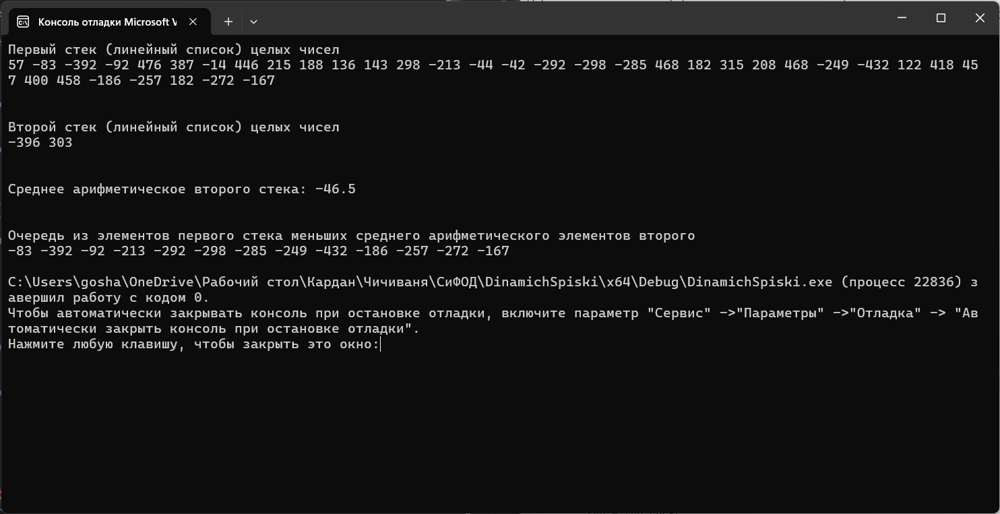 Консоль отладки Microsoft V
Первый стек (линейный список) целых чисел
57 -83 -392 -92 476 387 -14 446 215 188 136 143 298 -213 -44 -42 -292 -298 -285 468 182 315 208 468 -249 -432 122 418 45
7 400 458 -186 -257 182 -272 -167
Второй стек (линейный список) целых чисел
-396 303
Среднее арифметическое второго стека: -46.5
Очередь из элементов первого стека меньших среднего арифметического элементов второго
-83 -392 -92 -213 -292 -298 -285 -249 -432 -186 -257 -272 -167
C:\Users\gosha\OneDrive\Рабочий стол\Кардан\Чичиваня\СиФОД\DinamichSpiski\x64\Debug\DinamichSpiski.exe (процесс 22836) з
авершил работу с кодом 0.
Чтобы автоматически закрывать консоль при остановке отладки, включите параметр "Сервис" ->"Параметры" ->"Отладка" -> "Ав
томатически закрыть консоль при остановке отладки".
Нажмите любую клавишу, чтобы закрыть это окно: